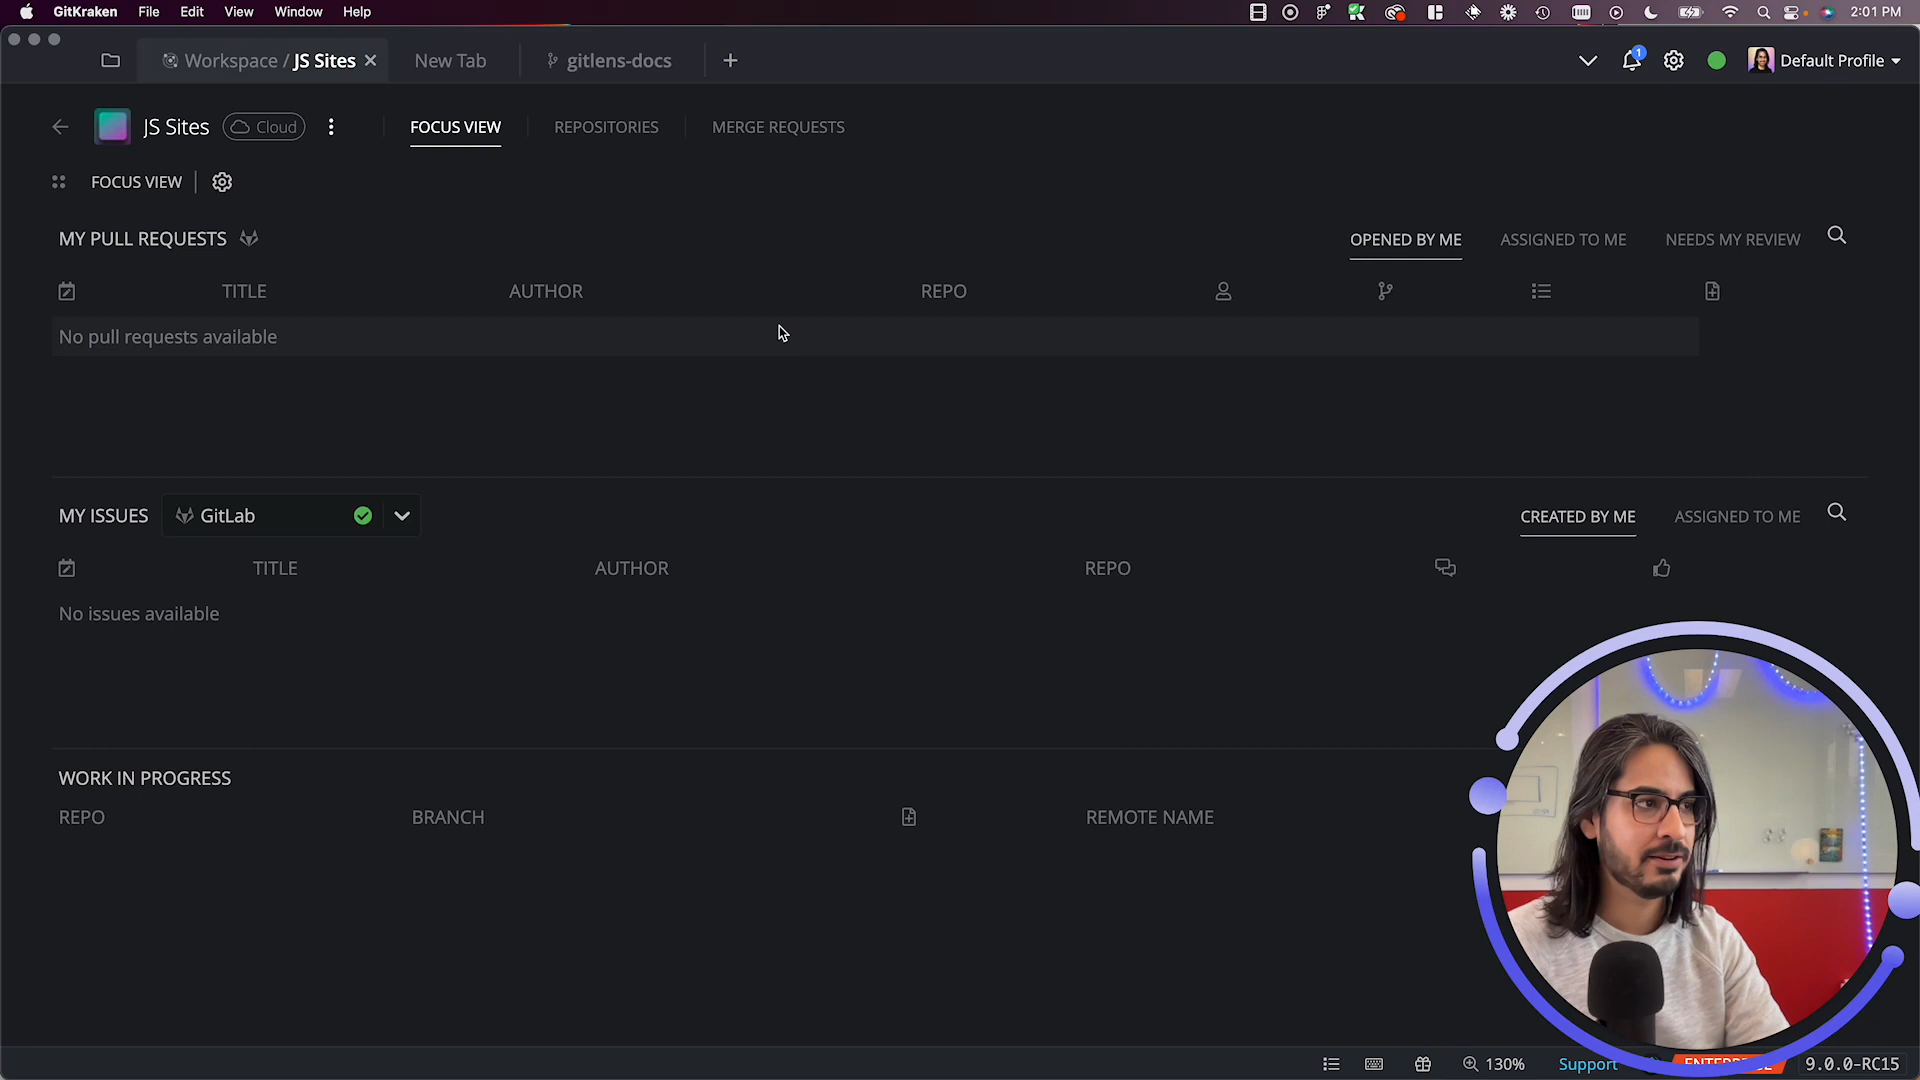 GitKraken File Edit View Window Help 2:01 PM
Workspace / JS Sites New Tab gitlens-docs Default Profile
1
JS Sites Cloud FOCUS VIEW REPOSITORIES MERGE REQUESTS
FOCUS VIEW
MY PULL REQUESTS OPENED BY ME ASSIGNED TO ME NEEDS MY REVIEW
TITLE AUTHOR REPO
No pull requests available
MY ISSUES GitLab CREATED BY ME ASSIGNED TO ME
TITLE AUTHOR REPO
No issues available
WORK IN PROGRESS
REPO BRANCH REMOTE NAME
130% Support 9.0.0-RC15